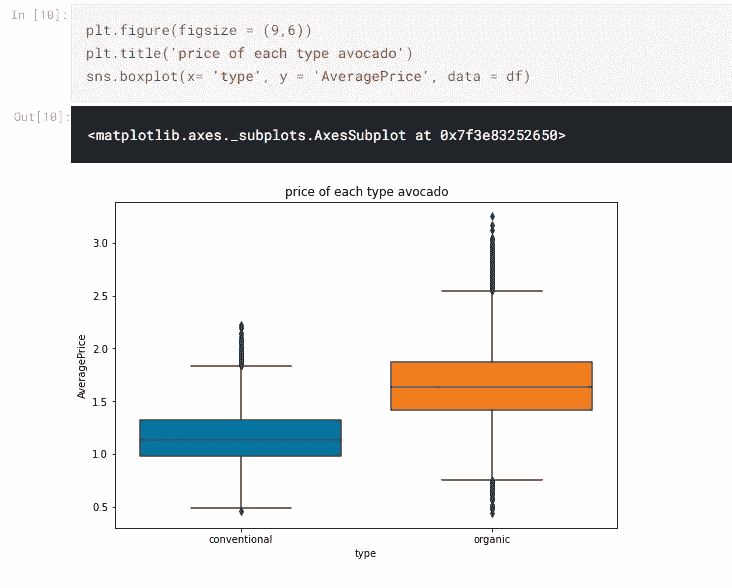 In [10]:
plt.figure(figsize = (9,6))
plt.title('price of each type avocado')
sns.boxplot(x= 'type', y = 'AveragePrice', data = df)
Out[10]:
<matplotlib.axes._subplots.AxesSubplot at 0x7f3e83252650>
price of each type avocado
3.0
2.5
2.0
1.5
1.0
0.5
AveragePrice
conventional
organic
type